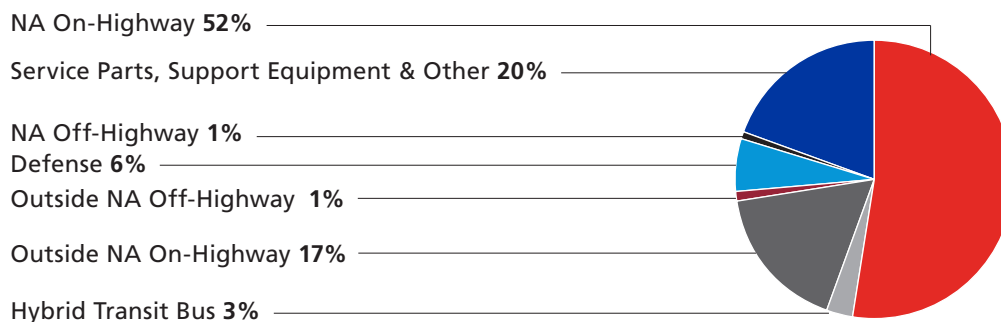 NA On-Highway 52%
Service Parts, Support Equipment & Other 20%
NA Off-Highway 1%
Defense 6%
Outside NA Off-Highway 1%
Outside NA On-Highway 17%
Hybrid Transit Bus 3%